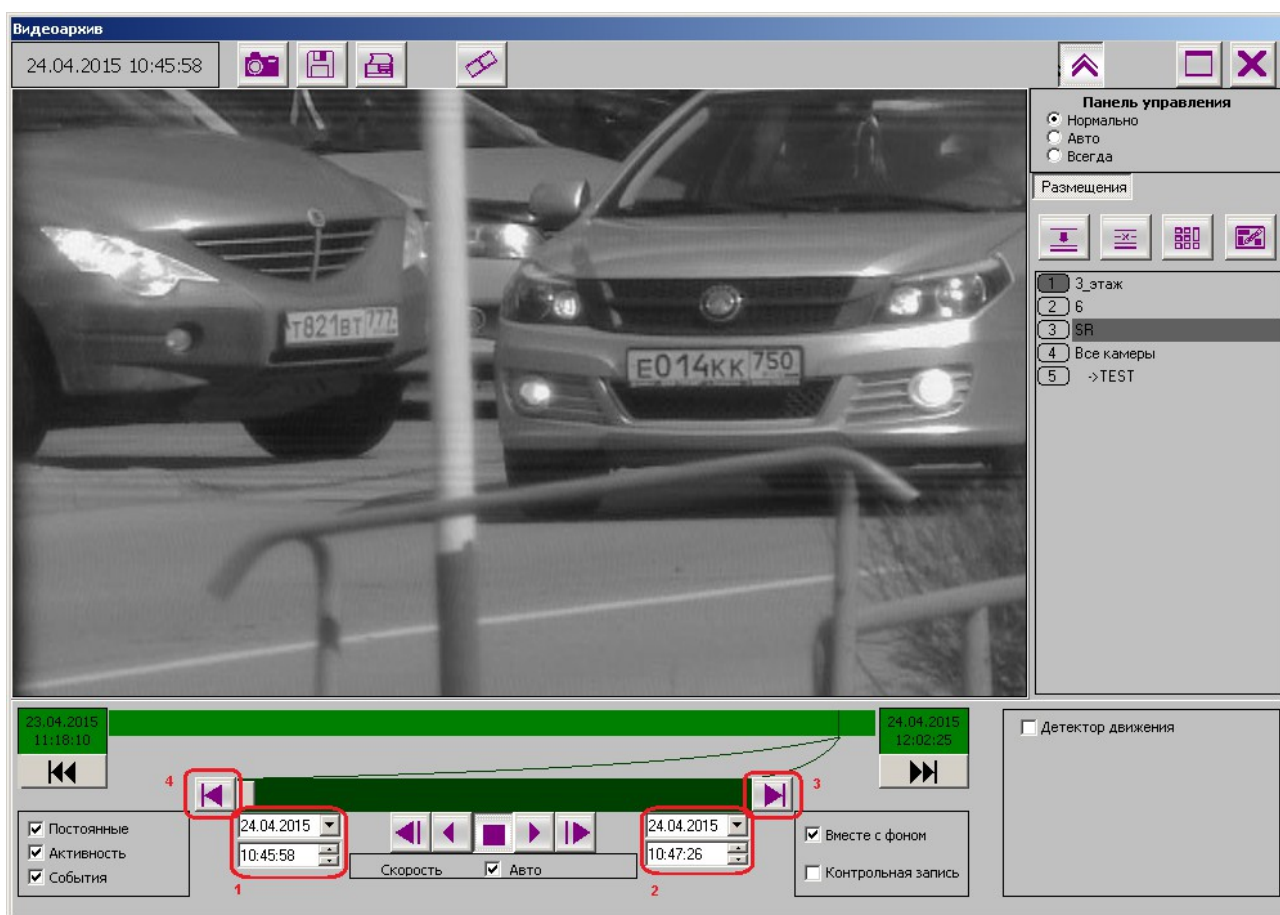 Видеоархив
24.04.2015 10:45:58
Панель управления
Нормально
Авто
Всегда
Размещения
1 3_этаж
2 6
3 SR
4 Все камеры
5 ->TEST
Т821ВТ 777
Е014КК 750
23.04.2015
11:18:10
24.04.2015
12:02:25
4
3
24.04.2015
10:45:58
1
Скорость Авто
24.04.2015
10:47:26
2
Постоянные
Активность
События
Вместе с фоном
Контрольная запись
Детектор движения